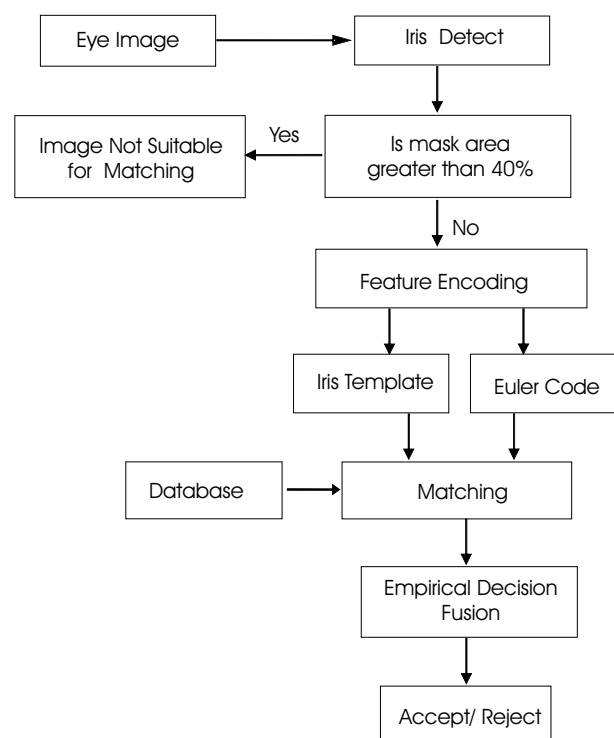 Eye Image
Iris Detect
Yes
Image Not Suitable
for Matching
Is mask area
greater than 40%
No
Feature Encoding
Iris Template
Euler Code
Database
Matching
Empirical Decision
Fusion
Accept/ Reject